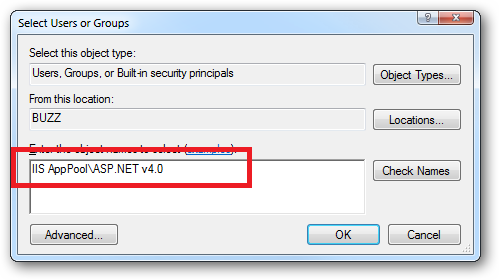 Select Users or Groups
Select this object type:
Users, Groups, or Built-in security principals
Object Types...
From this location:
BUZZ
Locations...
Enter the object names to select (examples):
IIS AppPool\ASP.NET v4.0
Check Names
Advanced...
OK
Cancel